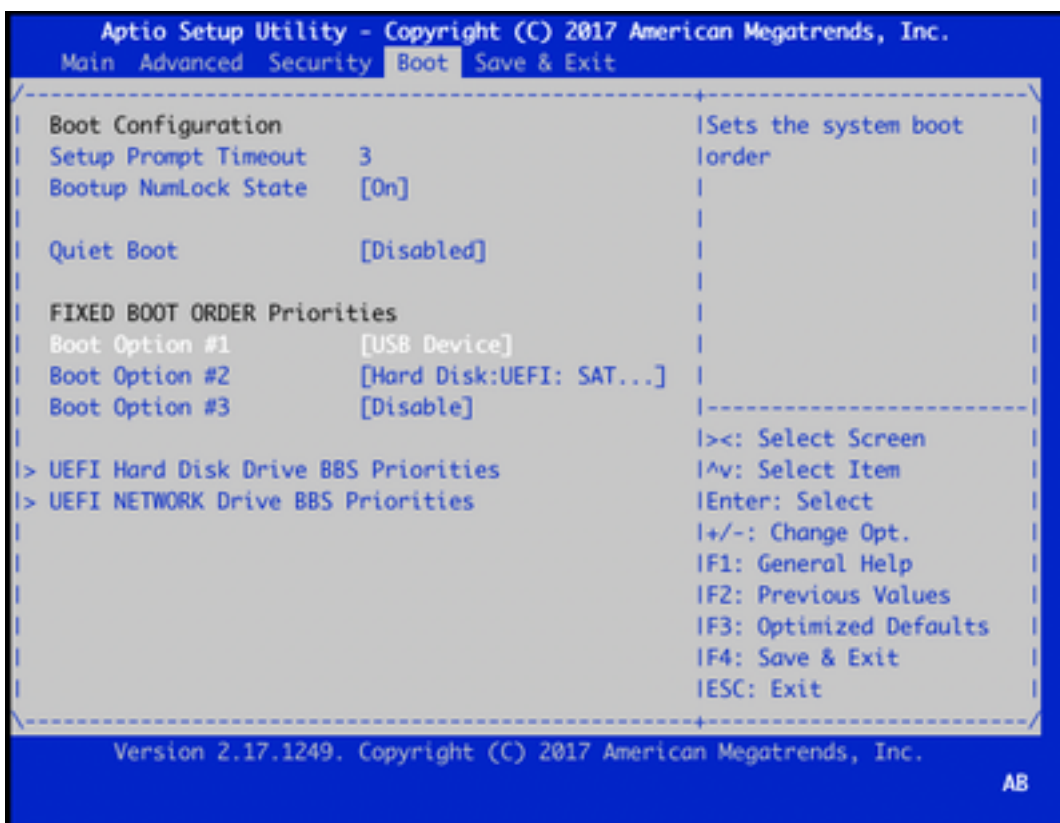 Aptio Setup Utility - Copyright (C) 2017 American Megatrends, Inc.
Main Advanced Security Boot Save & Exit
Boot Configuration
Setup Prompt Timeout 3
Bootup NumLock State [On]
Quiet Boot [Disabled]
FIXED BOOT ORDER Priorities
Boot Option #1 [USB Device]
Boot Option #2 [Hard Disk:UEFI: SAT...]
Boot Option #3 [Disable]
> UEFI Hard Disk Drive BBS Priorities
> UEFI NETWORK Drive BBS Priorities
Sets the system boot
order
><: Select Screen
^v: Select Item
Enter: Select
+/-: Change Opt.
F1: General Help
F2: Previous Values
F3: Optimized Defaults
F4: Save & Exit
ESC: Exit
Version 2.17.1249. Copyright (C) 2017 American Megatrends, Inc.
AB